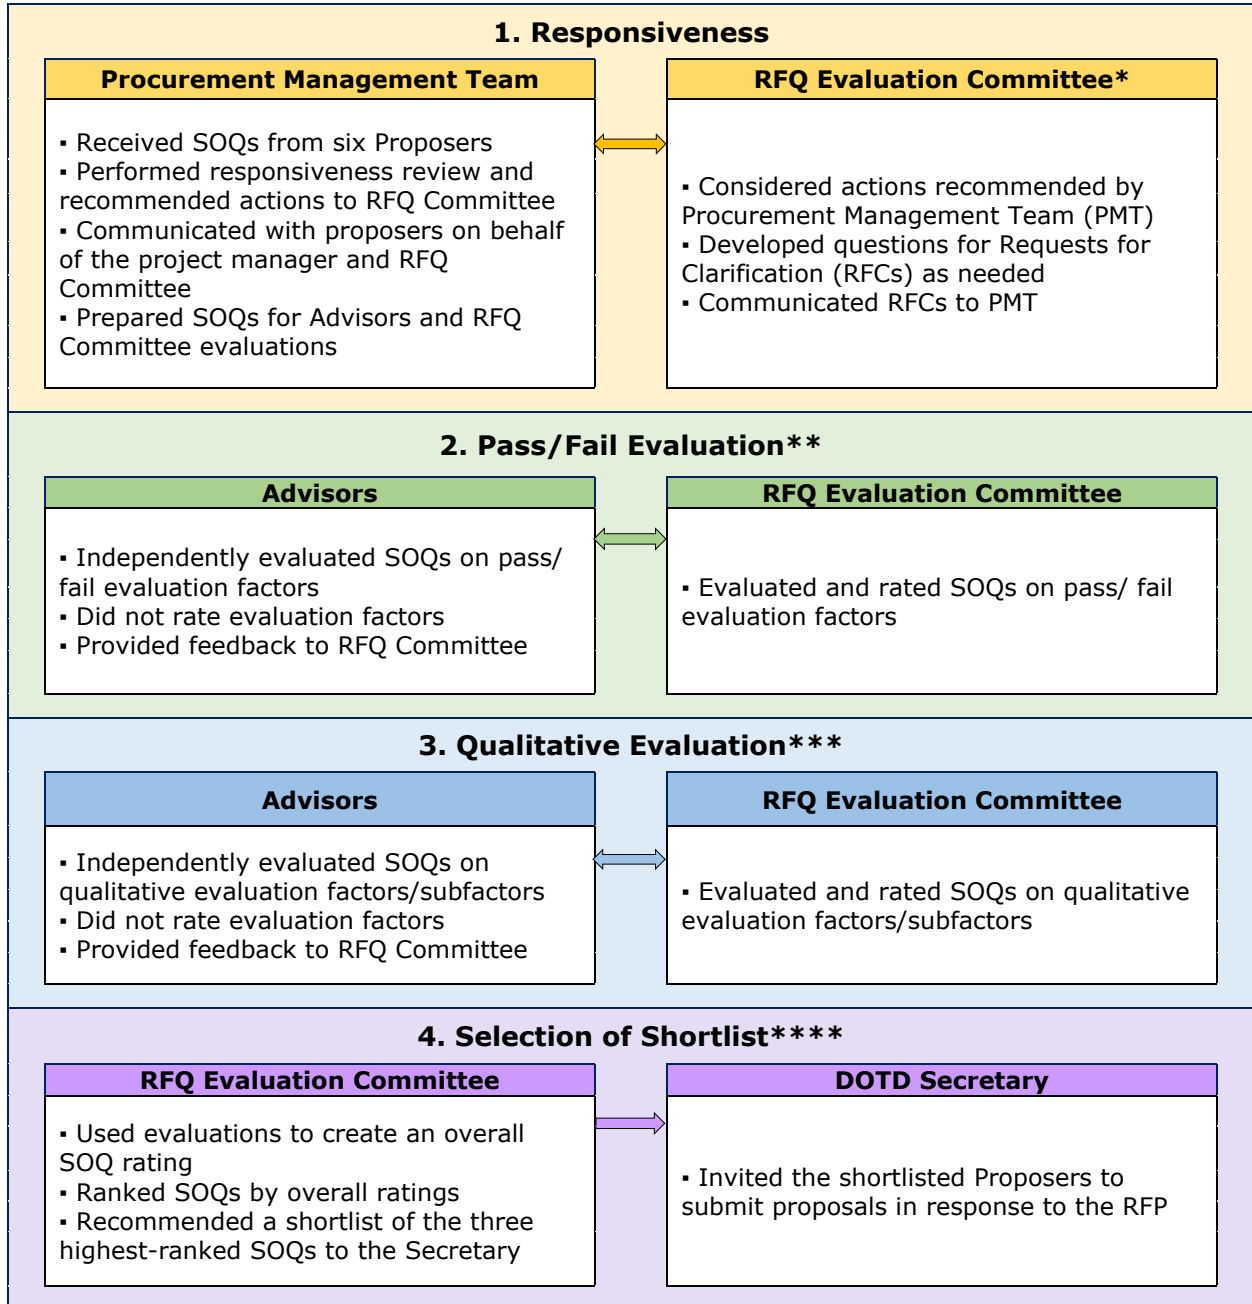 1. Responsiveness
Procurement Management Team
▪ Received SOQs from six Proposers
▪ Performed responsiveness review and
recommended actions to RFQ Committee
▪ Communicated with proposers on behalf
of the project manager and RFQ
Committee
▪ Prepared SOQs for Advisors and RFQ
Committee evaluations
RFQ Evaluation Committee*
▪ Considered actions recommended by
Procurement Management Team (PMT)
▪ Developed questions for Requests for
Clarification (RFCs) as needed
▪ Communicated RFCs to PMT
2. Pass/Fail Evaluation**
Advisors
▪ Independently evaluated SOQs on pass/
fail evaluation factors
▪ Did not rate evaluation factors
▪ Provided feedback to RFQ Committee
RFQ Evaluation Committee
▪ Evaluated and rated SOQs on pass/ fail
evaluation factors
3. Qualitative Evaluation***
Advisors
▪ Independently evaluated SOQs on
qualitative evaluation factors/subfactors
▪ Did not rate evaluation factors
▪ Provided feedback to RFQ Committee
RFQ Evaluation Committee
▪ Evaluated and rated SOQs on qualitative
evaluation factors/subfactors
4. Selection of Shortlist****
RFQ Evaluation Committee
▪ Used evaluations to create an overall
SOQ rating
▪ Ranked SOQs by overall ratings
▪ Recommended a shortlist of the three
highest-ranked SOQs to the Secretary
DOTD Secretary
▪ Invited the shortlisted Proposers to
submit proposals in response to the RFP